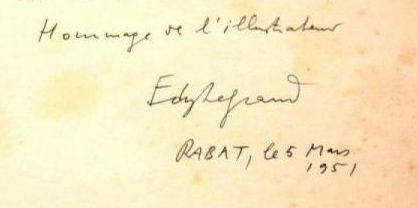 Hommage de l'illustrateur
Edy Legrand
RABAT, le 5 Mars
1951